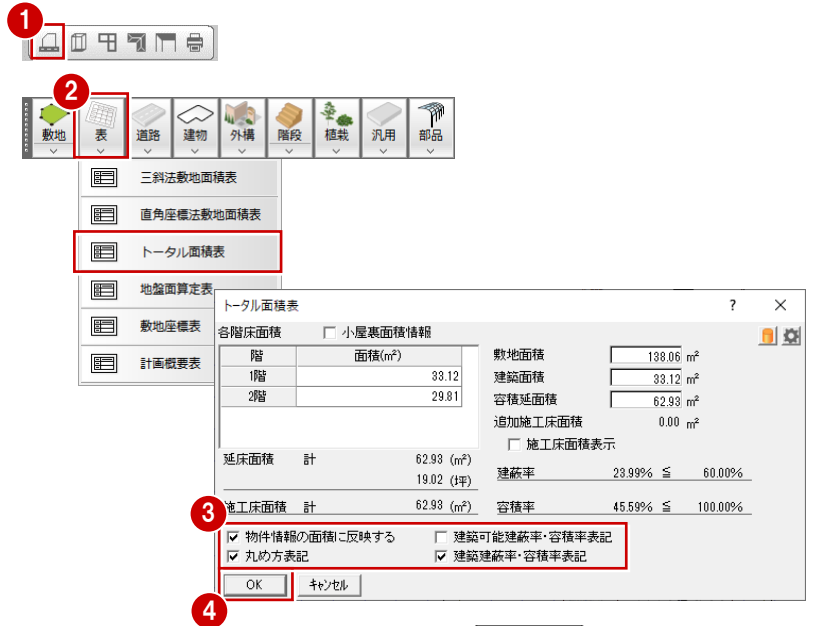 1
2
敷地 表 道路 建物 外構 階段 植栽 汎用 部品
三斜法敷地面積表
直角座標法敷地面積表
トータル面積表
地盤面算定表
敷地座標表
計画概要表
トータル面積表 ? ×
各階床面積 小屋裏面積情報
階 面積(m²)
1階 33.12
2階 29.81
敷地面積 138.06 m²
建築面積 33.12 m²
容積延面積 62.93 m²
追加施工床面積 0.00 m²
施工床面積表示
延床面積 計 62.93 (m²)
19.02 (坪)
建蔽率 23.99% ≦ 60.00%
施工床面積 計 62.93 (m²)
容積率 45.59% ≦ 100.00%
3
物件情報の面積に反映する 建築可能建蔽率・容積率表記
丸め方表記 建築建蔽率・容積率表記
OK キャンセル
4